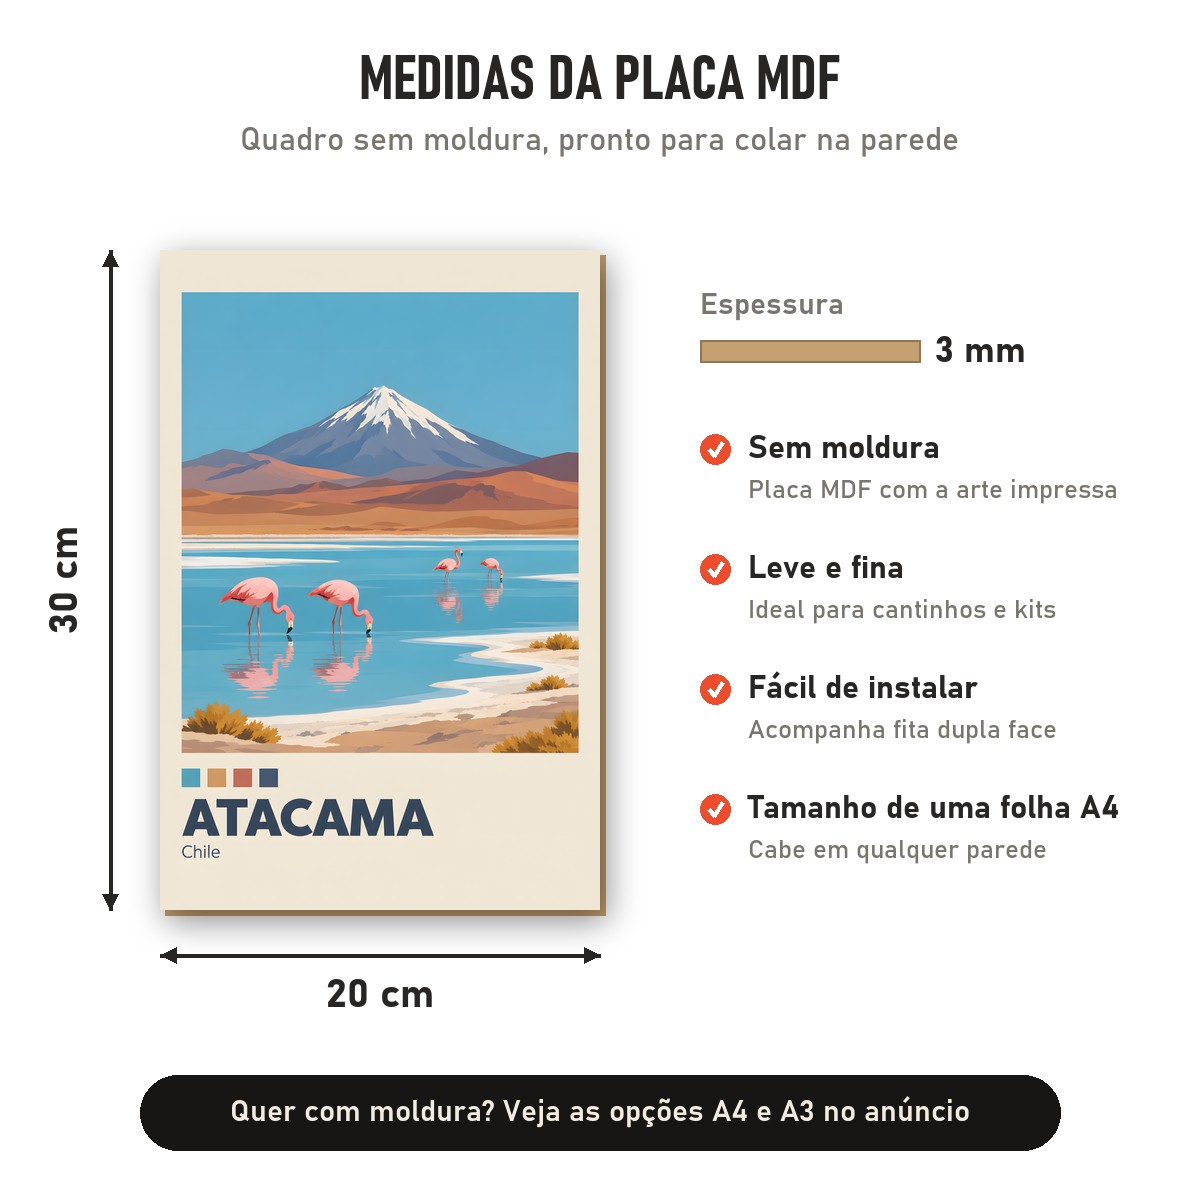 MEDIDAS DA PLACA MDF
Quadro sem moldura, pronto para colar na parede
30 cm
ATACAMA
Chile
20 cm
Espessura
3 mm
Sem moldura
Placa MDF com a arte impressa
Leve e fina
Ideal para cantinhos e kits
Fácil de instalar
Acompanha fita dupla face
Tamanho de uma folha A4
Cabe em qualquer parede
Quer com moldura? Veja as opções A4 e A3 no anúncio